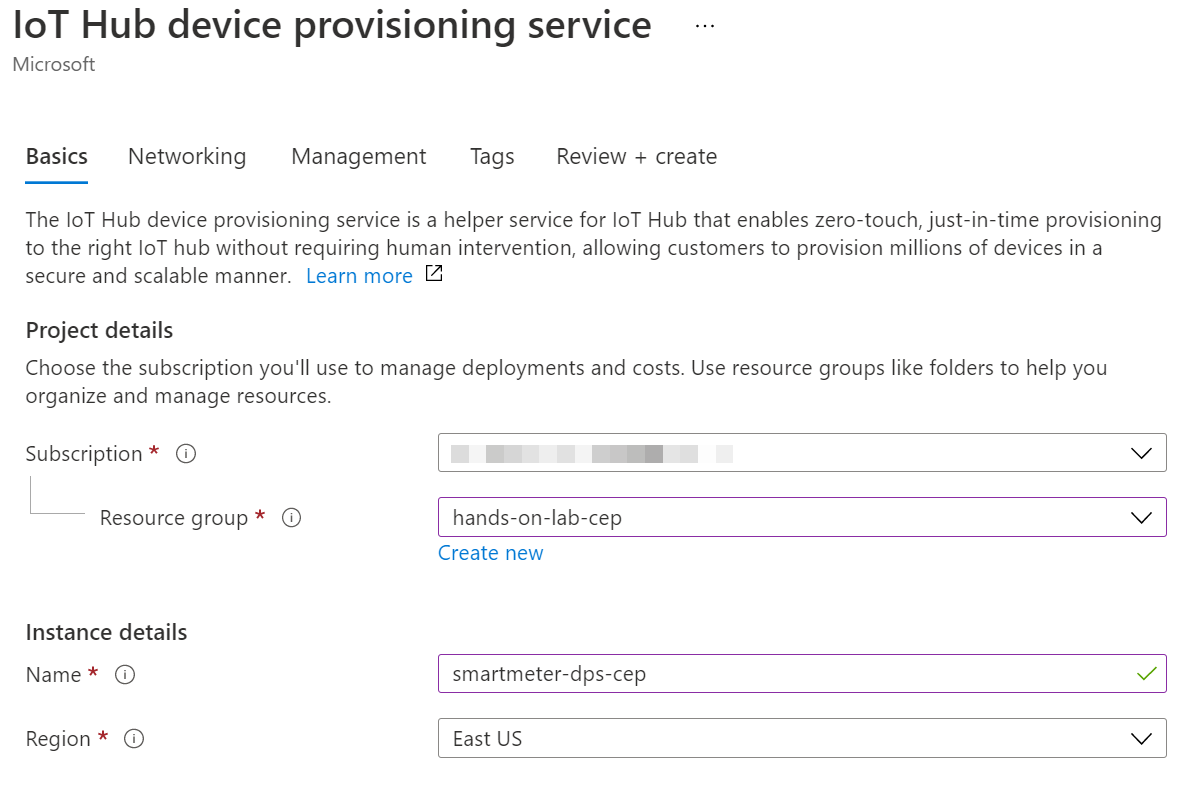 IoT Hub device provisioning service ...
Microsoft
Basics Networking Management Tags Review + create
The IoT Hub device provisioning service is a helper service for IoT Hub that enables zero-touch, just-in-time provisioning
to the right IoT hub without requiring human intervention, allowing customers to provision millions of devices in a
secure and scalable manner. Learn more
Project details
Choose the subscription you'll use to manage deployments and costs. Use resource groups like folders to help you
organize and manage resources.
Subscription *
Resource group * hands-on-lab-cep
Create new
Instance details
Name * smartmeter-dps-cep
Region * East US